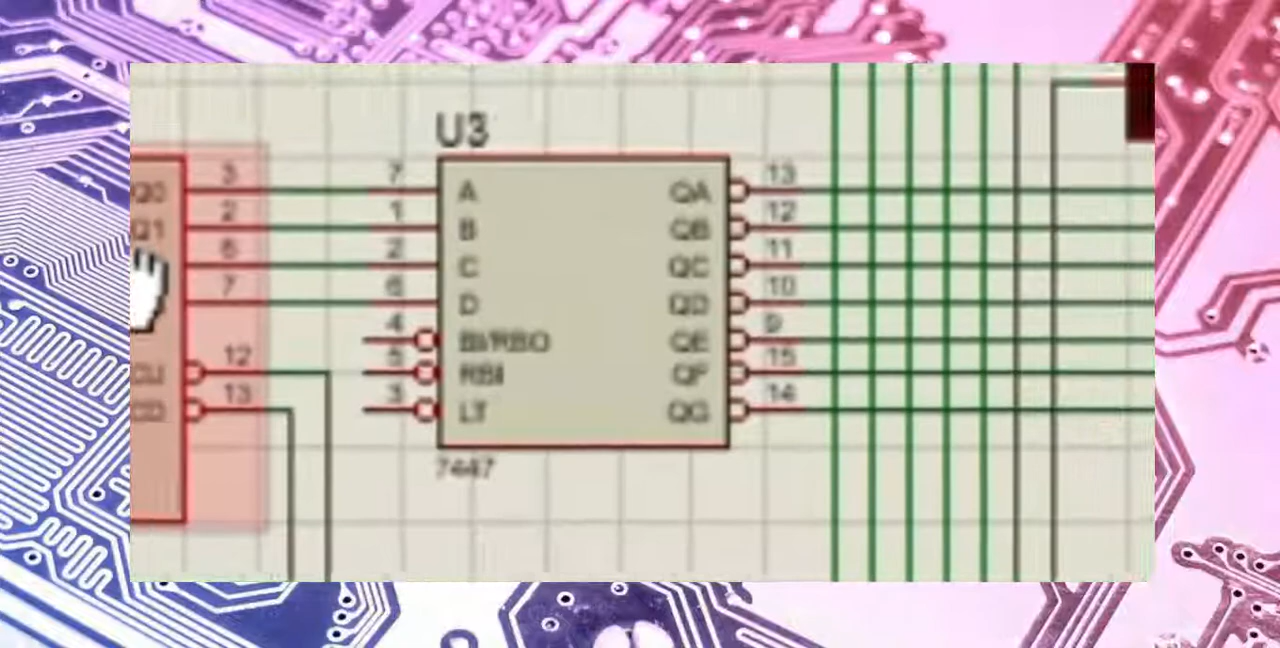 U3
Q0 3 7 A QA 13
Q1 2 1 B QB 12
6 2 C QC 11
7 6 D QD 10
4 BI/RBO QE 9
12 5 RBI QF 15
13 3 LT QG 14
7447